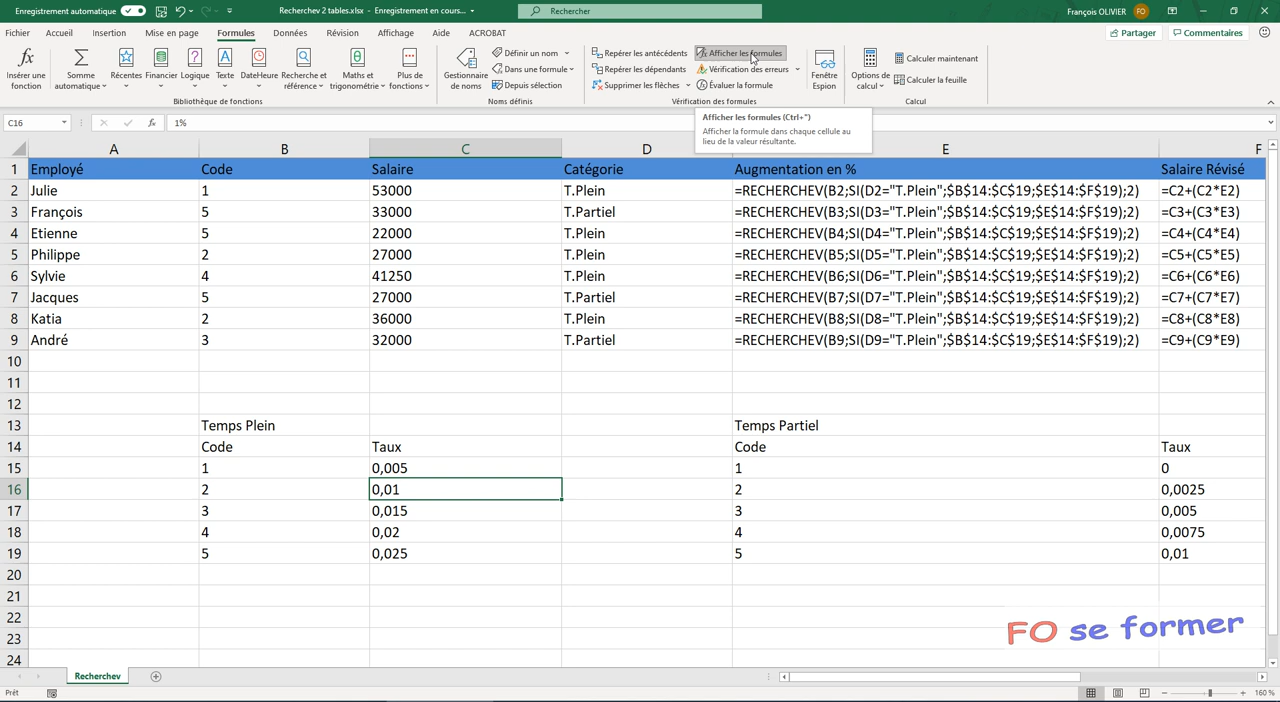 Enregistrement automatique
Recherchev 2 tables.xlsx - Enregistrement en cours...
Rechercher
François OLIVIER
FO
Fichier Accueil Insertion Mise en page Formules Données Révision Affichage Aide ACROBAT
Partager
Commentaires
Insérer une fonction
Somme automatique
Récentes
Financier
Logique
Texte
DateHeure
Recherche et référence
Maths et trigonométrie
Plus de fonctions
Bibliothèque de fonctions
Gestionnaire de noms
Définir un nom
Dans une formule
Depuis sélection
Noms définis
Repérer les antécédents
Repérer les dépendants
Supprimer les flèches
Afficher les formules
Vérification des erreurs
Évaluer la formule
Vérification des formules
Fenêtre Espion
Options de calcul
Calculer maintenant
Calculer la feuille
Calcul
C16
fx
1%
Afficher les formules (Ctrl+")
Afficher la formule dans chaque cellule au
lieu de la valeur résultante.
A B C D E F
1 Employé Code Salaire Catégorie Augmentation en % Salaire Révisé
2 Julie 1 53000 T.Plein =RECHERCHEV(B2;SI(D2="T.Plein";$B$14:$C$19;$E$14:$F$19);2) =C2+(C2*E2)
3 François 5 33000 T.Partiel =RECHERCHEV(B3;SI(D3="T.Plein";$B$14:$C$19;$E$14:$F$19);2) =C3+(C3*E3)
4 Etienne 5 22000 T.Plein =RECHERCHEV(B4;SI(D4="T.Plein";$B$14:$C$19;$E$14:$F$19);2) =C4+(C4*E4)
5 Philippe 2 27000 T.Plein =RECHERCHEV(B5;SI(D5="T.Plein";$B$14:$C$19;$E$14:$F$19);2) =C5+(C5*E5)
6 Sylvie 4 41250 T.Plein =RECHERCHEV(B6;SI(D6="T.Plein";$B$14:$C$19;$E$14:$F$19);2) =C6+(C6*E6)
7 Jacques 5 27000 T.Partiel =RECHERCHEV(B7;SI(D7="T.Plein";$B$14:$C$19;$E$14:$F$19);2) =C7+(C7*E7)
8 Katia 2 36000 T.Plein =RECHERCHEV(B8;SI(D8="T.Plein";$B$14:$C$19;$E$14:$F$19);2) =C8+(C8*E8)
9 André 3 32000 T.Partiel =RECHERCHEV(B9;SI(D9="T.Plein";$B$14:$C$19;$E$14:$F$19);2) =C9+(C9*E9)
10
11
12
13 Temps Plein Temps Partiel
14 Code Taux Code Taux
15 1 0,005 1 0
16 2 0,01 2 0,0025
17 3 0,015 3 0,005
18 4 0,02 4 0,0075
19 5 0,025 5 0,01
20
21
22
23
24
FO se former
Recherchev
Prêt
160 %